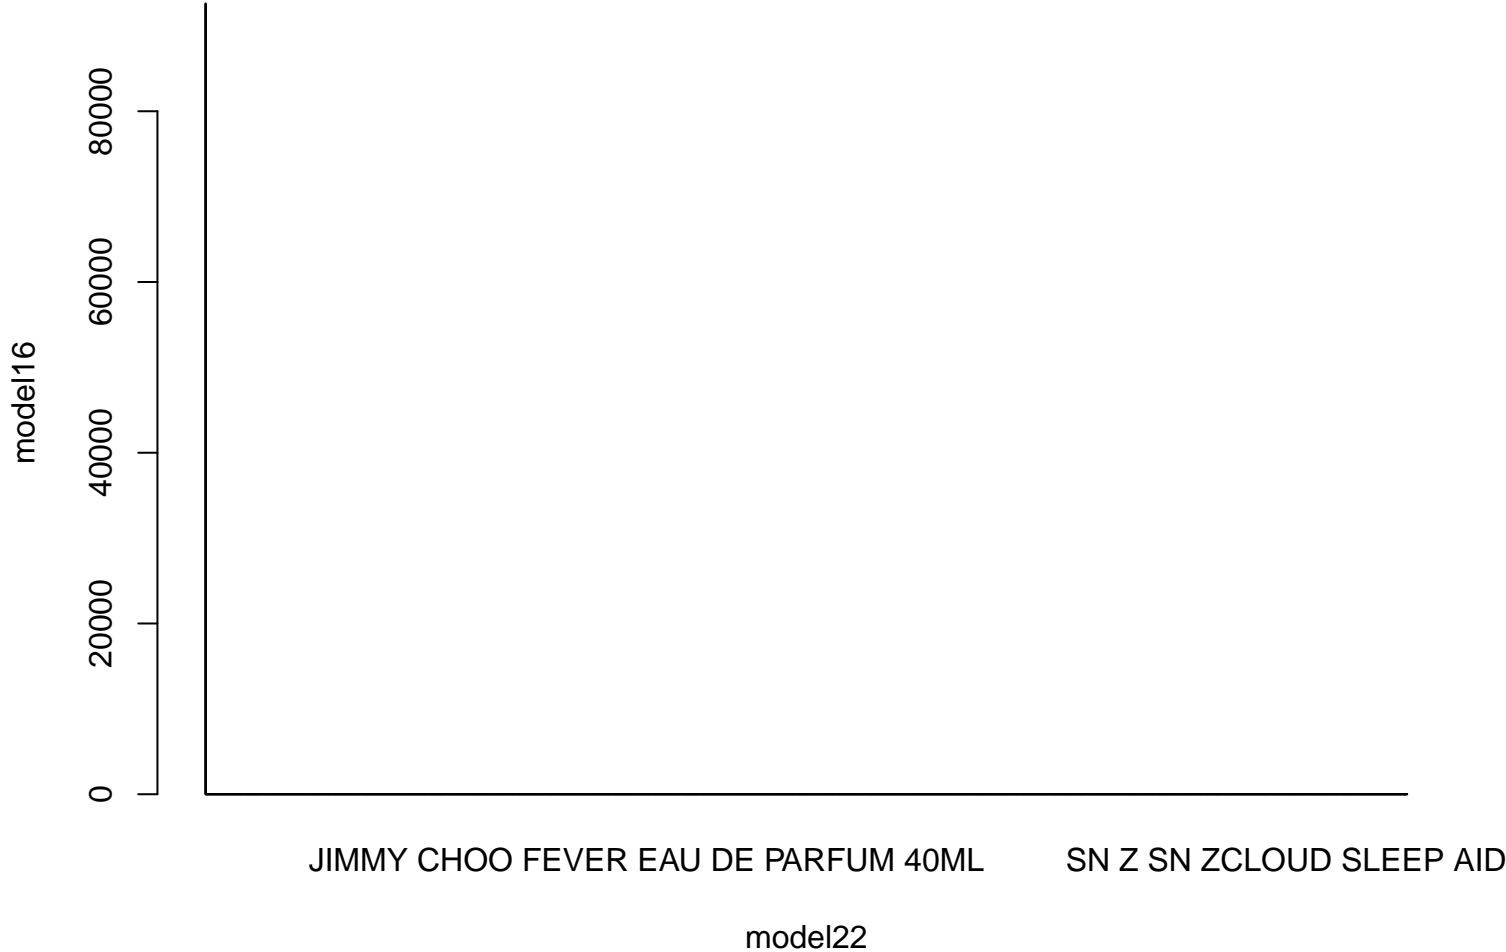 80000
60000
40000
20000
0
model16
JIMMY CHOO FEVER EAU DE PARFUM 40ML
SN Z SN ZCLOUD SLEEP AID
model22